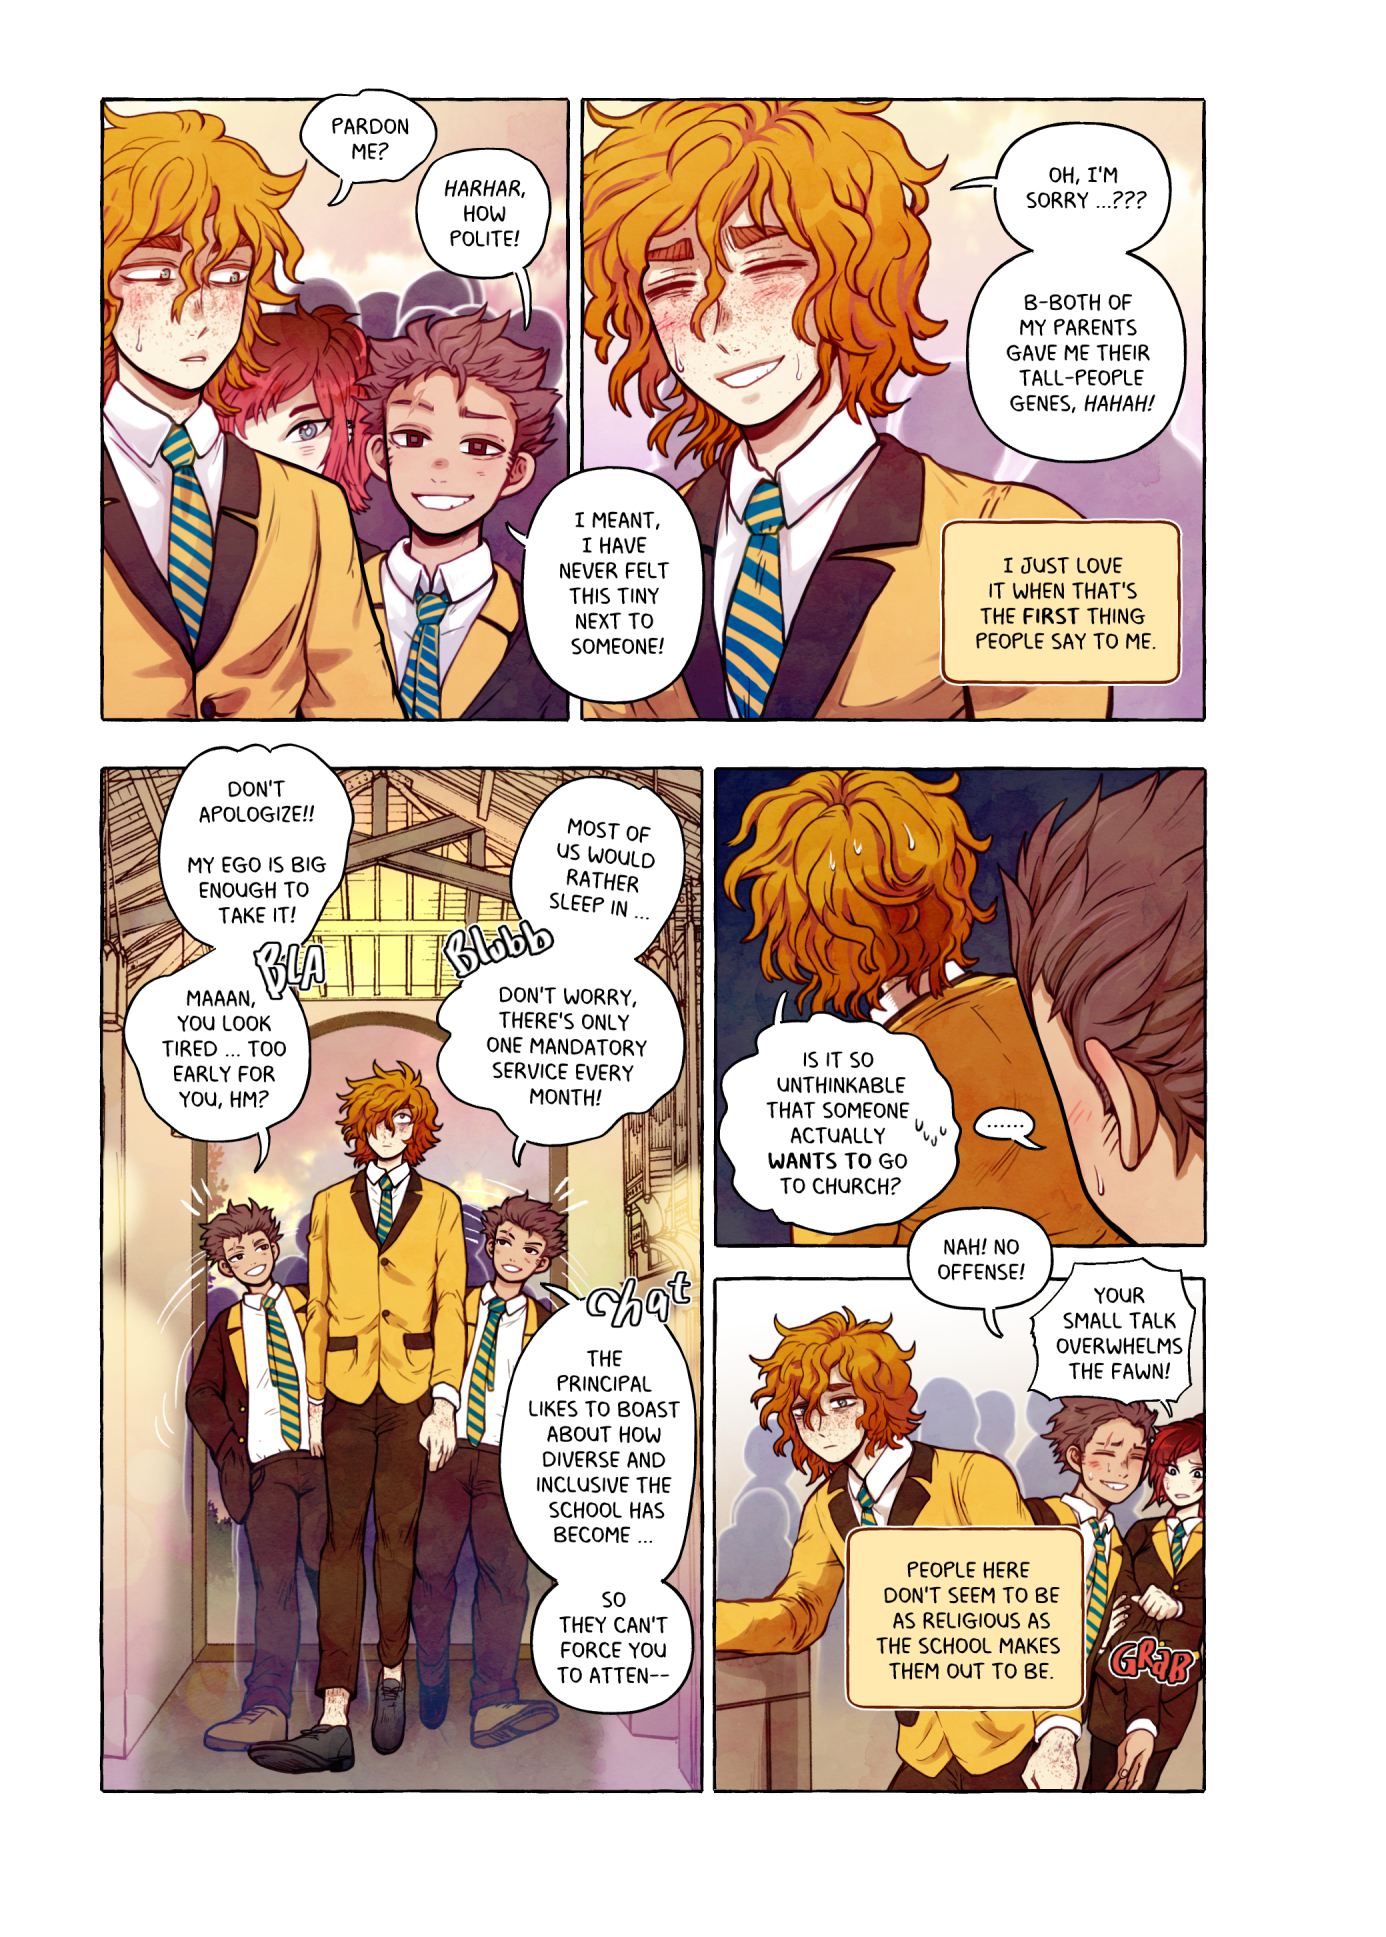 PARDON
ME?
HARHAR,
HOW
POLITE!
I MEANT,
I HAVE
NEVER FELT
THIS TINY
NEXT TO
SOMEONE!
OH, I'M
SORRY ...???
B-BOTH OF
MY PARENTS
GAVE ME THEIR
TALL-PEOPLE
GENES, HAHAH!
I JUST LOVE
IT WHEN THAT'S
THE FIRST THING
PEOPLE SAY TO ME.
DON'T
APOLOGIZE!!
MY EGO IS BIG
ENOUGH TO
TAKE IT!
BLA
MAAAN,
YOU LOOK
TIRED ... TOO
EARLY FOR
YOU, HM?
MOST OF
US WOULD
RATHER
SLEEP IN ...
Blubb
DON'T WORRY,
THERE'S ONLY
ONE MANDATORY
SERVICE EVERY
MONTH!
chat
THE
PRINCIPAL
LIKES TO BOAST
ABOUT HOW
DIVERSE AND
INCLUSIVE THE
SCHOOL HAS
BECOME ...
SO
THEY CAN'T
FORCE YOU
TO ATTEN--
IS IT SO
UNTHINKABLE
THAT SOMEONE
ACTUALLY
WANTS TO GO
TO CHURCH?
......
NAH! NO
OFFENSE!
YOUR
SMALL TALK
OVERWHELMS
THE FAWN!
PEOPLE HERE
DON'T SEEM TO BE
AS RELIGIOUS AS
THE SCHOOL MAKES
THEM OUT TO BE.
GRaB